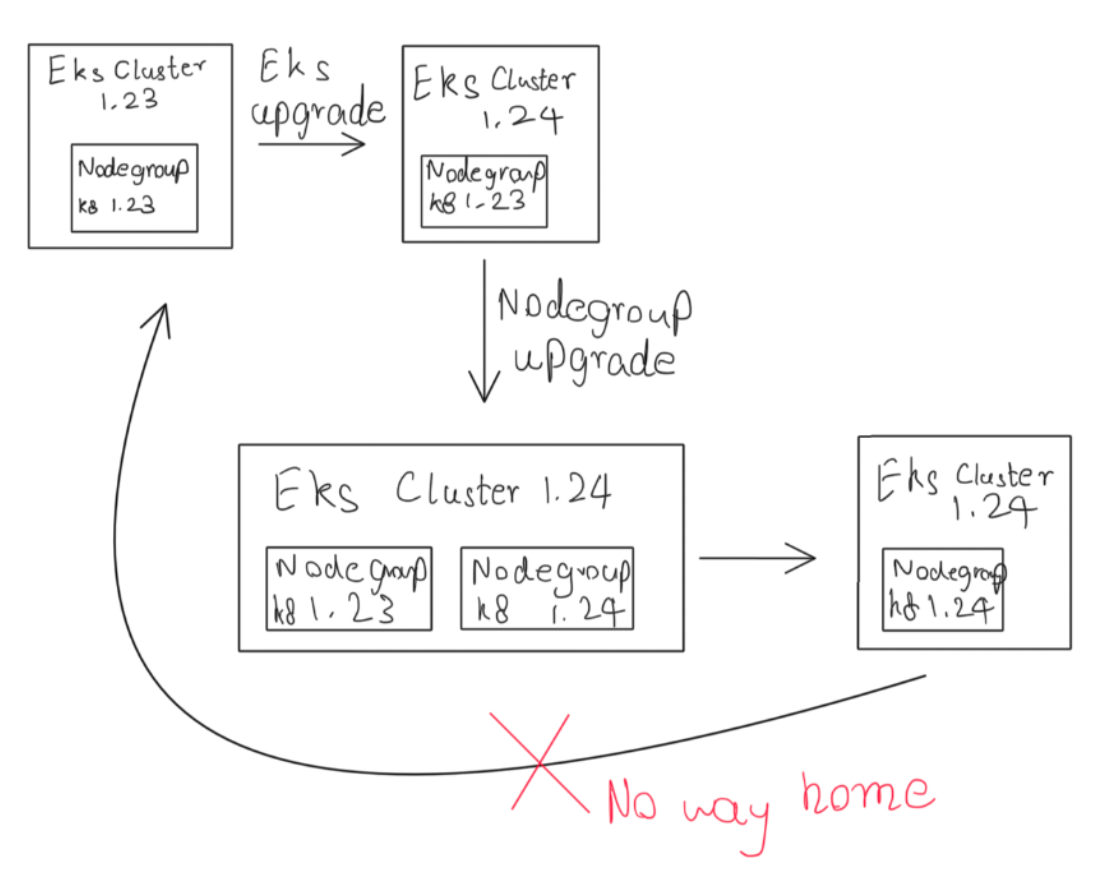 Eks Cluster
1.23
Nodegroup
k8 1.23
Eks
upgrade
Eks Cluster
1.24
Nodegroup
k8 1.23
Nodegroup
upgrade
Eks Cluster 1.24
Nodegroup
k8 1.23
Nodegroup
k8 1.24
Eks Cluster
1.24
Nodegroup
k8 1.24
No way home